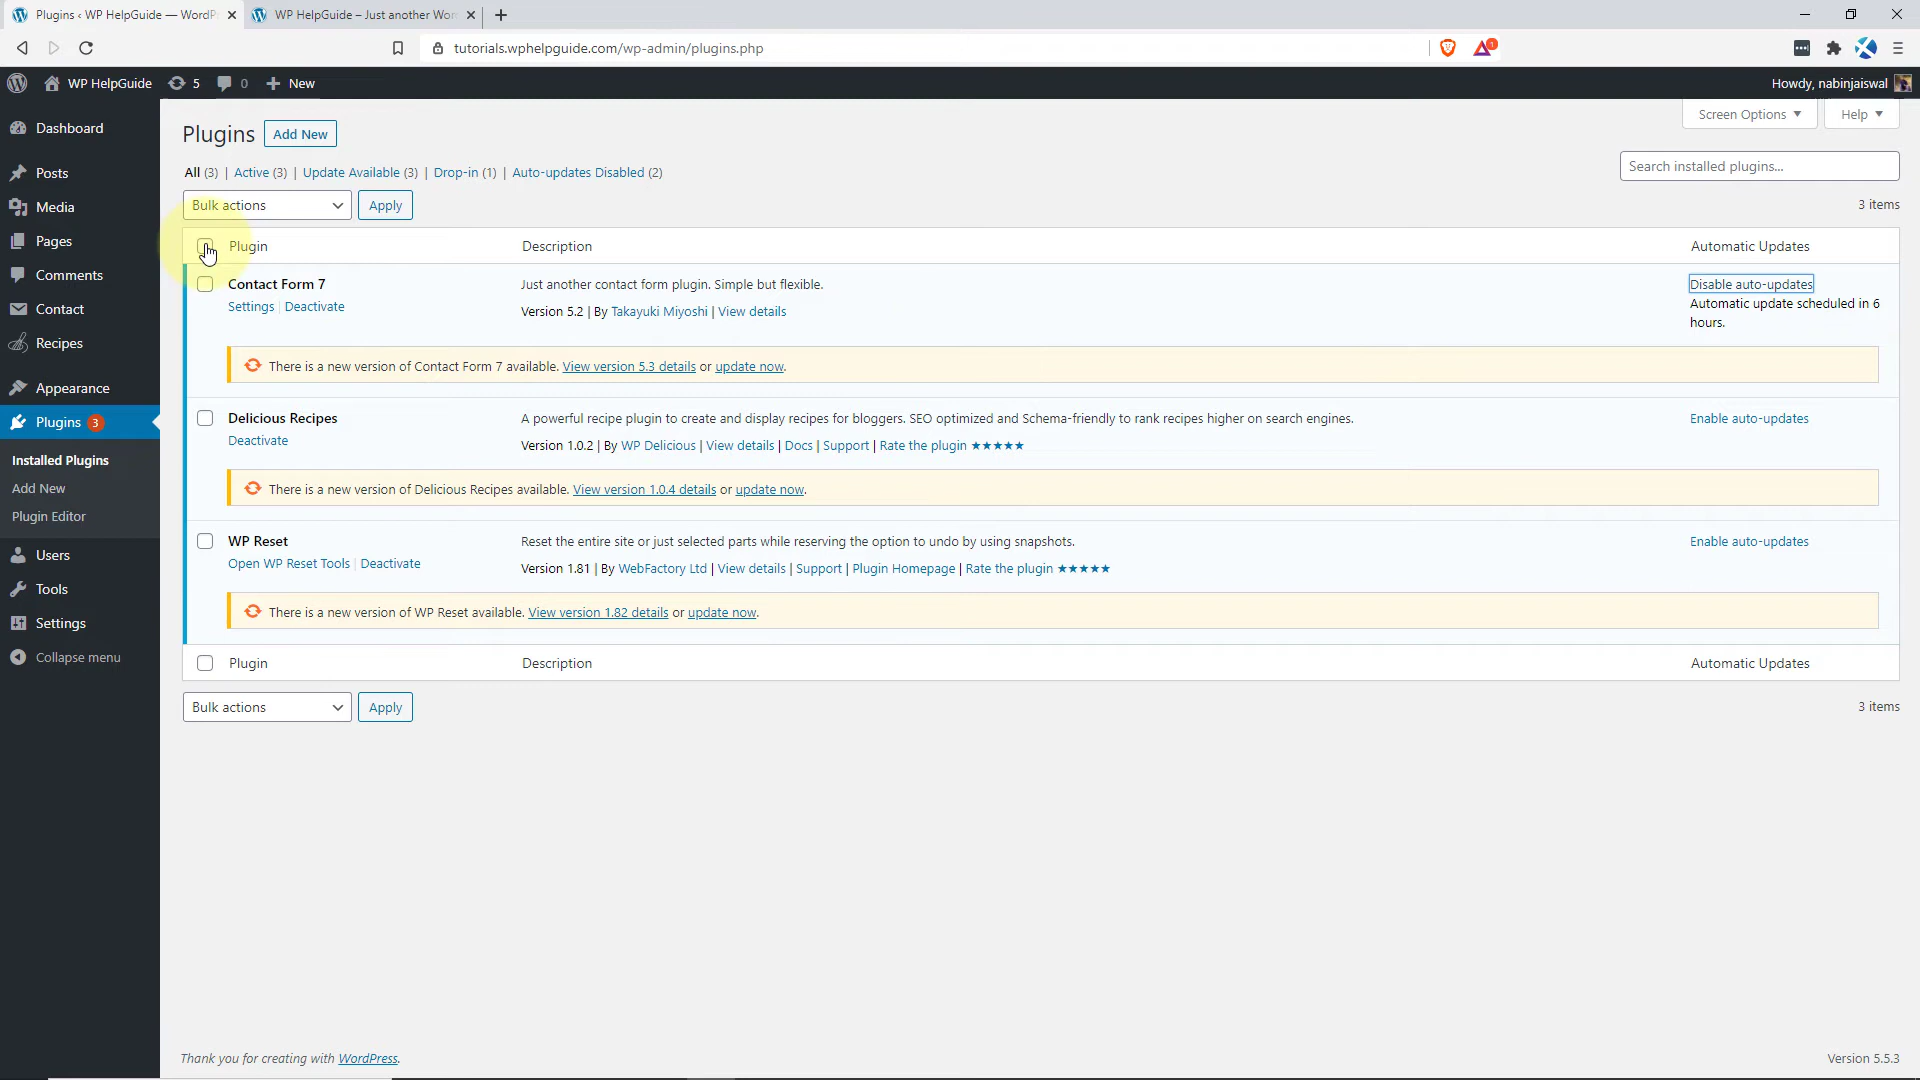 Plugins ‹ WP HelpGuide — WordP
WP HelpGuide – Just another Wor
tutorials.wphelpguide.com/wp-admin/plugins.php
1
WP HelpGuide 5 0 New
Howdy, nabinjaiswal
Screen Options
Help
Dashboard
Posts
Media
Pages
Comments
Contact
Recipes
Appearance
Plugins 3
Installed Plugins
Add New
Plugin Editor
Users
Tools
Settings
Collapse menu
Plugins Add New
All (3) | Active (3) | Update Available (3) | Drop-in (1) | Auto-updates Disabled (2)
Search installed plugins...
Bulk actions Apply
3 items
Plugin Description Automatic Updates
Contact Form 7
Settings | Deactivate
Just another contact form plugin. Simple but flexible.
Version 5.2 | By Takayuki Miyoshi | View details
Disable auto-updates
Automatic update scheduled in 6
hours.
There is a new version of Contact Form 7 available. View version 5.3 details or update now.
Delicious Recipes
Deactivate
A powerful recipe plugin to create and display recipes for bloggers. SEO optimized and Schema-friendly to rank recipes higher on search engines.
Version 1.0.2 | By WP Delicious | View details | Docs | Support | Rate the plugin ★★★★★
Enable auto-updates
There is a new version of Delicious Recipes available. View version 1.0.4 details or update now.
WP Reset
Open WP Reset Tools | Deactivate
Reset the entire site or just selected parts while reserving the option to undo by using snapshots.
Version 1.81 | By WebFactory Ltd | View details | Support | Plugin Homepage | Rate the plugin ★★★★★
Enable auto-updates
There is a new version of WP Reset available. View version 1.82 details or update now.
Plugin Description Automatic Updates
Bulk actions Apply
3 items
Thank you for creating with WordPress.
Version 5.5.3